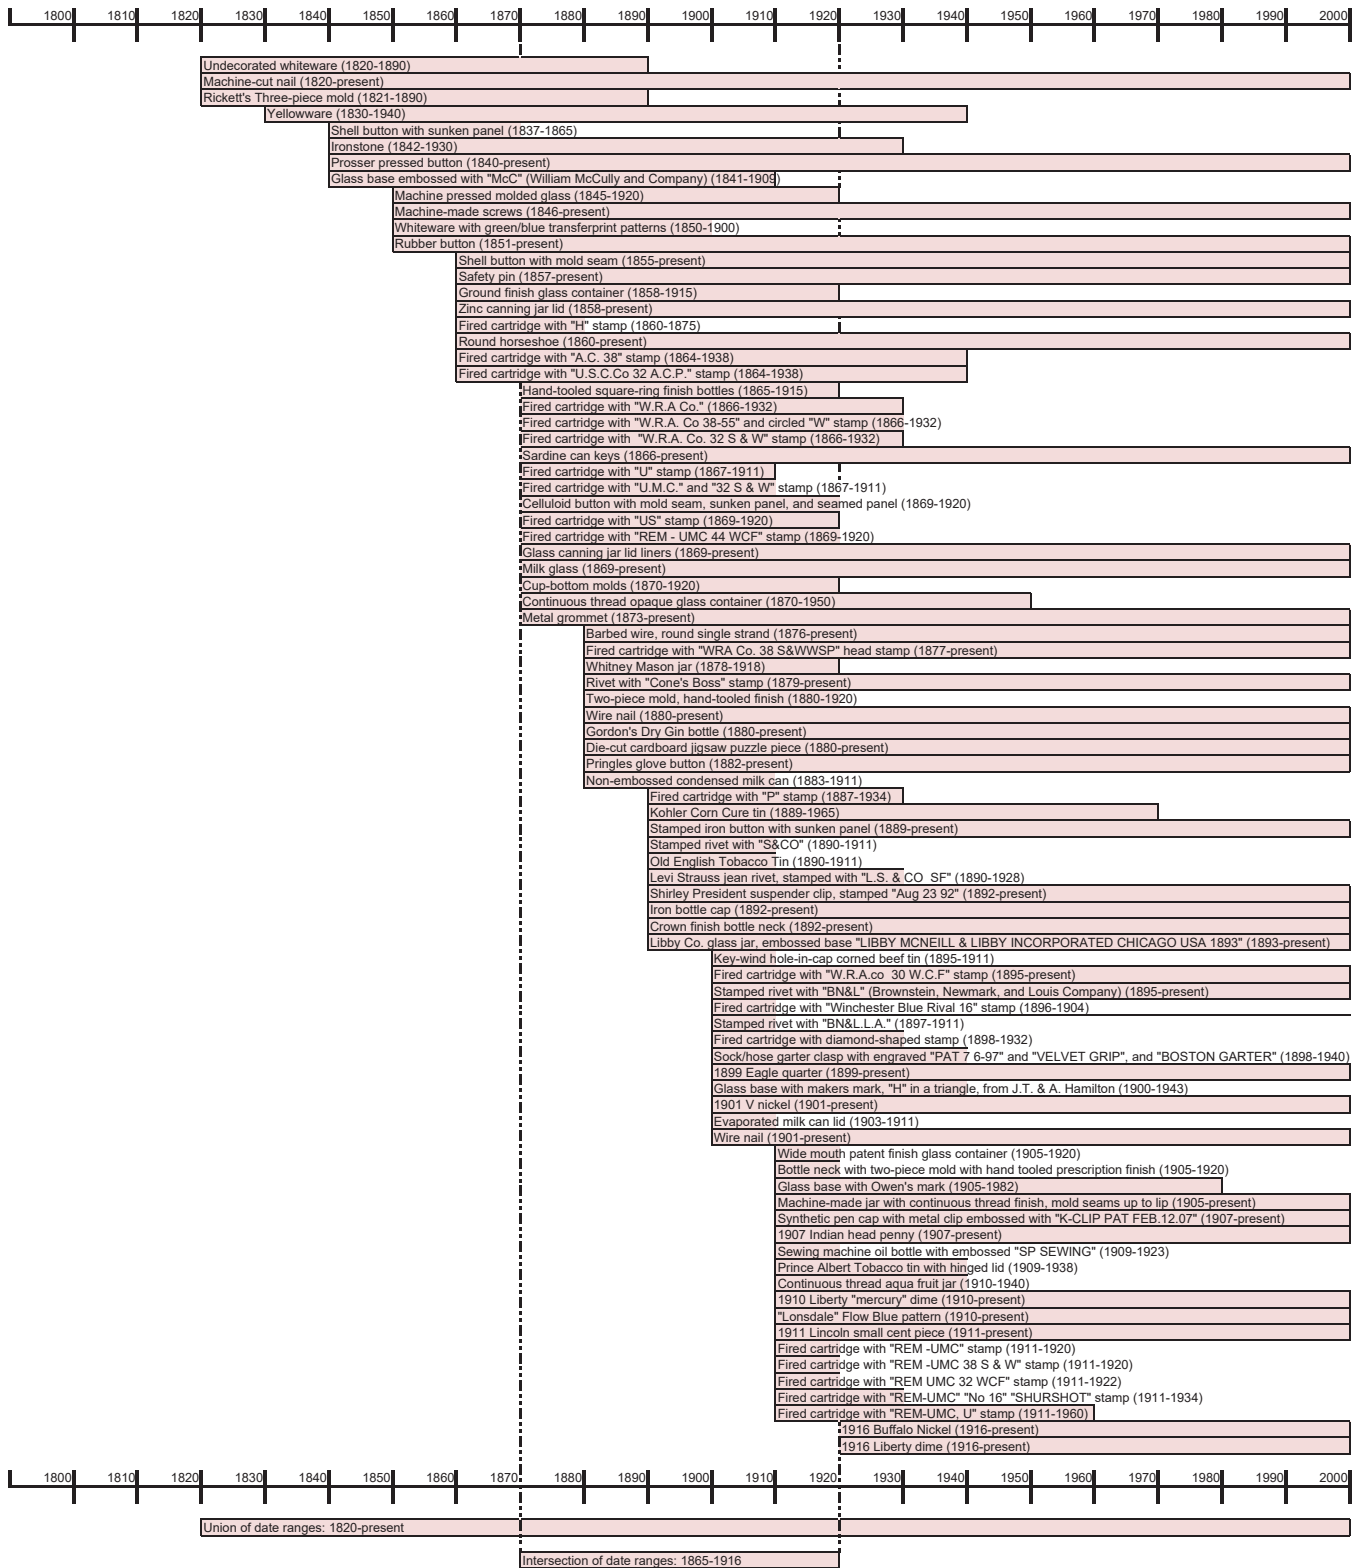 1800 1810 1820 1830 1840 1850 1860 1870 1880 1890 1900 1910 1920 1930 1940 1950 1960 1970 1980 1990 2000
Undecorated whiteware (1820-1890)
Machine-cut nail (1820-present)
Rickett's Three-piece mold (1821-1890)
Yellowware (1830-1940)
Shell button with sunken panel (1837-1865)
Ironstone (1842-1930)
Prosser pressed button (1840-present)
Glass base embossed with "McC" (William McCully and Company) (1841-1909)
Machine pressed molded glass (1845-1920)
Machine-made screws (1846-present)
Whiteware with green/blue transferprint patterns (1850-1900)
Rubber button (1851-present)
Shell button with mold seam (1855-present)
Safety pin (1857-present)
Ground finish glass container (1858-1915)
Zinc canning jar lid (1858-present)
Fired cartridge with "H" stamp (1860-1875)
Round horseshoe (1860-present)
Fired cartridge with "A.C. 38" stamp (1864-1938)
Fired cartridge with "U.S.C.Co 32 A.C.P." stamp (1864-1938)
Hand-tooled square-ring finish bottles (1865-1915)
Fired cartridge with "W.R.A Co." (1866-1932)
Fired cartridge with "W.R.A. Co 38-55" and circled "W" stamp (1866-1932)
Fired cartridge with "W.R.A. Co. 32 S & W" stamp (1866-1932)
Sardine can keys (1866-present)
Fired cartridge with "U" stamp (1867-1911)
Fired cartridge with "U.M.C." and "32 S & W" stamp (1867-1911)
Celluloid button with mold seam, sunken panel, and seamed panel (1869-1920)
Fired cartridge with "US" stamp (1869-1920)
Fired cartridge with "REM - UMC 44 WCF" stamp (1869-1920)
Glass canning jar lid liners (1869-present)
Milk glass (1869-present)
Cup-bottom molds (1870-1920)
Continuous thread opaque glass container (1870-1950)
Metal grommet (1873-present)
Barbed wire, round single strand (1876-present)
Fired cartridge with "WRA Co. 38 S&WWSP" head stamp (1877-present)
Whitney Mason jar (1878-1918)
Rivet with "Cone's Boss" stamp (1879-present)
Two-piece mold, hand-tooled finish (1880-1920)
Wire nail (1880-present)
Gordon's Dry Gin bottle (1880-present)
Die-cut cardboard jigsaw puzzle piece (1880-present)
Pringles glove button (1882-present)
Non-embossed condensed milk can (1883-1911)
Fired cartridge with "P" stamp (1887-1934)
Kohler Corn Cure tin (1889-1965)
Stamped iron button with sunken panel (1889-present)
Stamped rivet with "S&CO" (1890-1911)
Old English Tobacco Tin (1890-1911)
Levi Strauss jean rivet, stamped with "L.S. & CO SF" (1890-1928)
Shirley President suspender clip, stamped "Aug 23 92" (1892-present)
Iron bottle cap (1892-present)
Crown finish bottle neck (1892-present)
Libby Co. glass jar, embossed base "LIBBY MCNEILL & LIBBY INCORPORATED CHICAGO USA 1893" (1893-present)
Key-wind hole-in-cap corned beef tin (1895-1911)
Fired cartridge with "W.R.A.co 30 W.C.F" stamp (1895-present)
Stamped rivet with "BN&L" (Brownstein, Newmark, and Louis Company) (1895-present)
Fired cartridge with "Winchester Blue Rival 16" stamp (1896-1904)
Stamped rivet with "BN&L.L.A." (1897-1911)
Fired cartridge with diamond-shaped stamp (1898-1932)
Sock/hose garter clasp with engraved "PAT 7 6-97" and "VELVET GRIP", and "BOSTON GARTER" (1898-1940)
1899 Eagle quarter (1899-present)
Glass base with makers mark, "H" in a triangle, from J.T. & A. Hamilton (1900-1943)
1901 V nickel (1901-present)
Evaporated milk can lid (1903-1911)
Wire nail (1901-present)
Wide mouth patent finish glass container (1905-1920)
Bottle neck with two-piece mold with hand tooled prescription finish (1905-1920)
Glass base with Owen's mark (1905-1982)
Machine-made jar with continuous thread finish, mold seams up to lip (1905-present)
Synthetic pen cap with metal clip embossed with "K-CLIP PAT FEB.12.07" (1907-present)
1907 Indian head penny (1907-present)
Sewing machine oil bottle with embossed "SP SEWING" (1909-1923)
Prince Albert Tobacco tin with hinged lid (1909-1938)
Continuous thread aqua fruit jar (1910-1940)
1910 Liberty "mercury" dime (1910-present)
"Lonsdale" Flow Blue pattern (1910-present)
1911 Lincoln small cent piece (1911-present)
Fired cartridge with "REM -UMC" stamp (1911-1920)
Fired cartridge with "REM -UMC 38 S & W" stamp (1911-1920)
Fired cartridge with "REM UMC 32 WCF" stamp (1911-1922)
Fired cartridge with "REM-UMC" "No 16" "SHURSHOT" stamp (1911-1934)
Fired cartridge with "REM-UMC, U" stamp (1911-1960)
1916 Buffalo Nickel (1916-present)
1916 Liberty dime (1916-present)
1800 1810 1820 1830 1840 1850 1860 1870 1880 1890 1900 1910 1920 1930 1940 1950 1960 1970 1980 1990 2000
Union of date ranges: 1820-present
Intersection of date ranges: 1865-1916